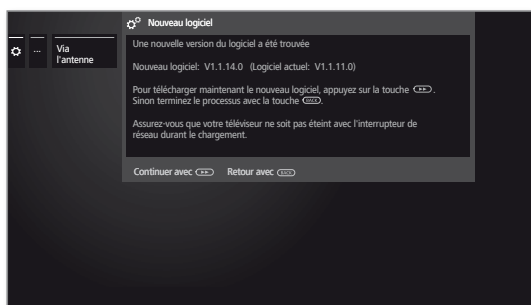 Nouveau logiciel
...
Via
l'antenne
Une nouvelle version du logiciel a été trouvée
Nouveau logiciel: V1.1.14.0 (Logiciel actuel: V1.1.11.0)
Pour télécharger maintenant le nouveau logiciel, appuyez sur la touche ▶▶.
Sinon terminez le processus avec la touche BACK.
Assurez-vous que votre téléviseur ne soit pas éteint avec l'interrupteur de
réseau durant le chargement.
Continuer avec ▶▶ Retour avec BACK